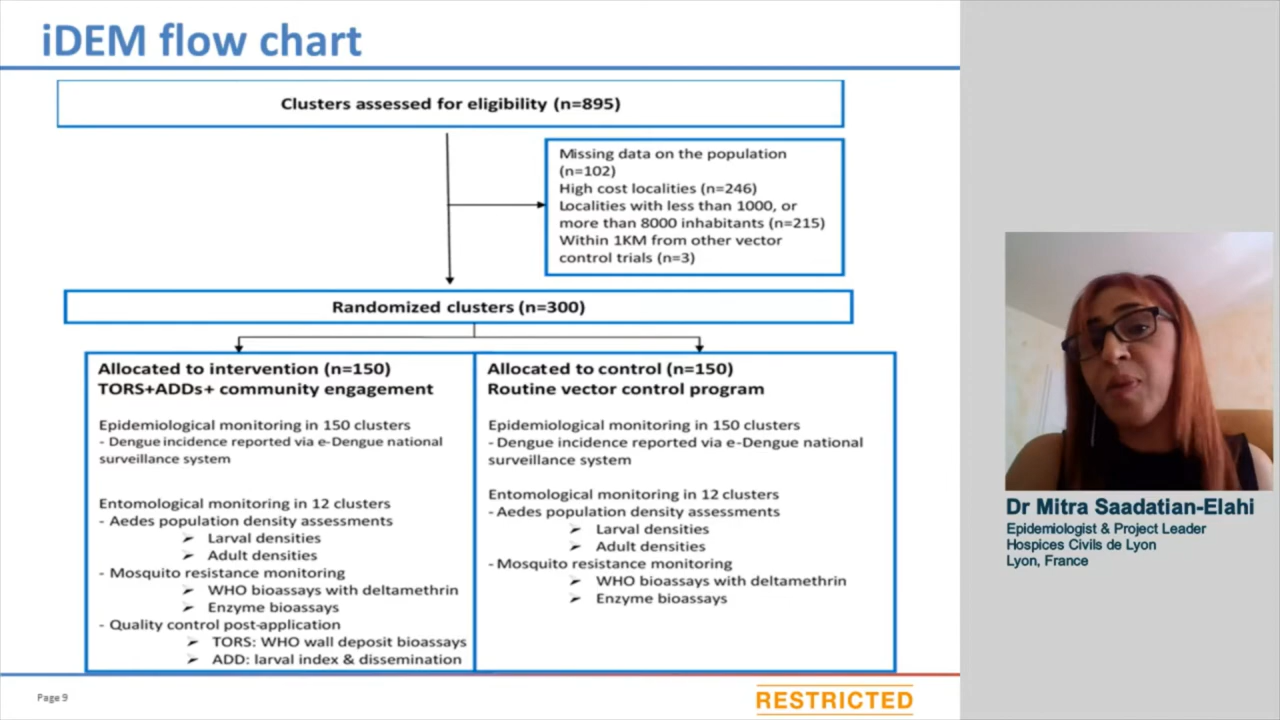 iDEM flow chart
Clusters assessed for eligibility (n=895)
Missing data on the population
(n=102)
High cost localities (n=246)
Localities with less than 1000, or
more than 8000 inhabitants (n=215)
Within 1KM from other vector
control trials (n=3)
Randomized clusters (n=300)
Allocated to intervention (n=150)
TORS+ADDs+ community engagement
Epidemiological monitoring in 150 clusters
- Dengue incidence reported via e-Dengue national
surveillance system
Entomological monitoring in 12 clusters
- Aedes population density assessments
➢ Larval densities
➢ Adult densities
- Mosquito resistance monitoring
➢ WHO bioassays with deltamethrin
➢ Enzyme bioassays
- Quality control post-application
➢ TORS: WHO wall deposit bioassays
➢ ADD: larval index & dissemination
Allocated to control (n=150)
Routine vector control program
Epidemiological monitoring in 150 clusters
- Dengue incidence reported via e-Dengue national
surveillance system
Entomological monitoring in 12 clusters
- Aedes population density assessments
➢ Larval densities
➢ Adult densities
- Mosquito resistance monitoring
➢ WHO bioassays with deltamethrin
➢ Enzyme bioassays
Dr Mitra Saadatian-Elahi
Epidemiologist & Project Leader
Hospices Civils de Lyon
Lyon, France
Page 9
RESTRICTED